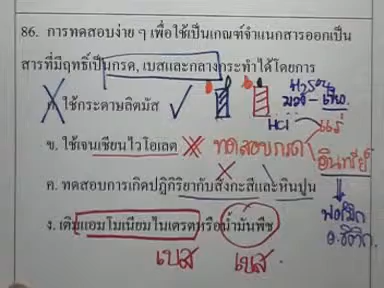 86. การทดสอบง่าย ๆ เพื่อใช้เป็นเกณฑ์จำแนกสารออกเป็น
สารที่มีฤทธิ์เป็นกรด, เบสและกลางกระทำได้โดยการ
ก. ใช้กระดาษลิตมัส
ข. ใช้เจนเชียนไวโอเลต
ค. ทดสอบการเกิดปฏิกิริยากับสังกะสีและหินปูน
ง. เติมแอมโมเนียมไนเตรตหรือน้ำมันพืช
HCl
แร่
ทดสอบกรด
อินทรีย์
เบส เบส